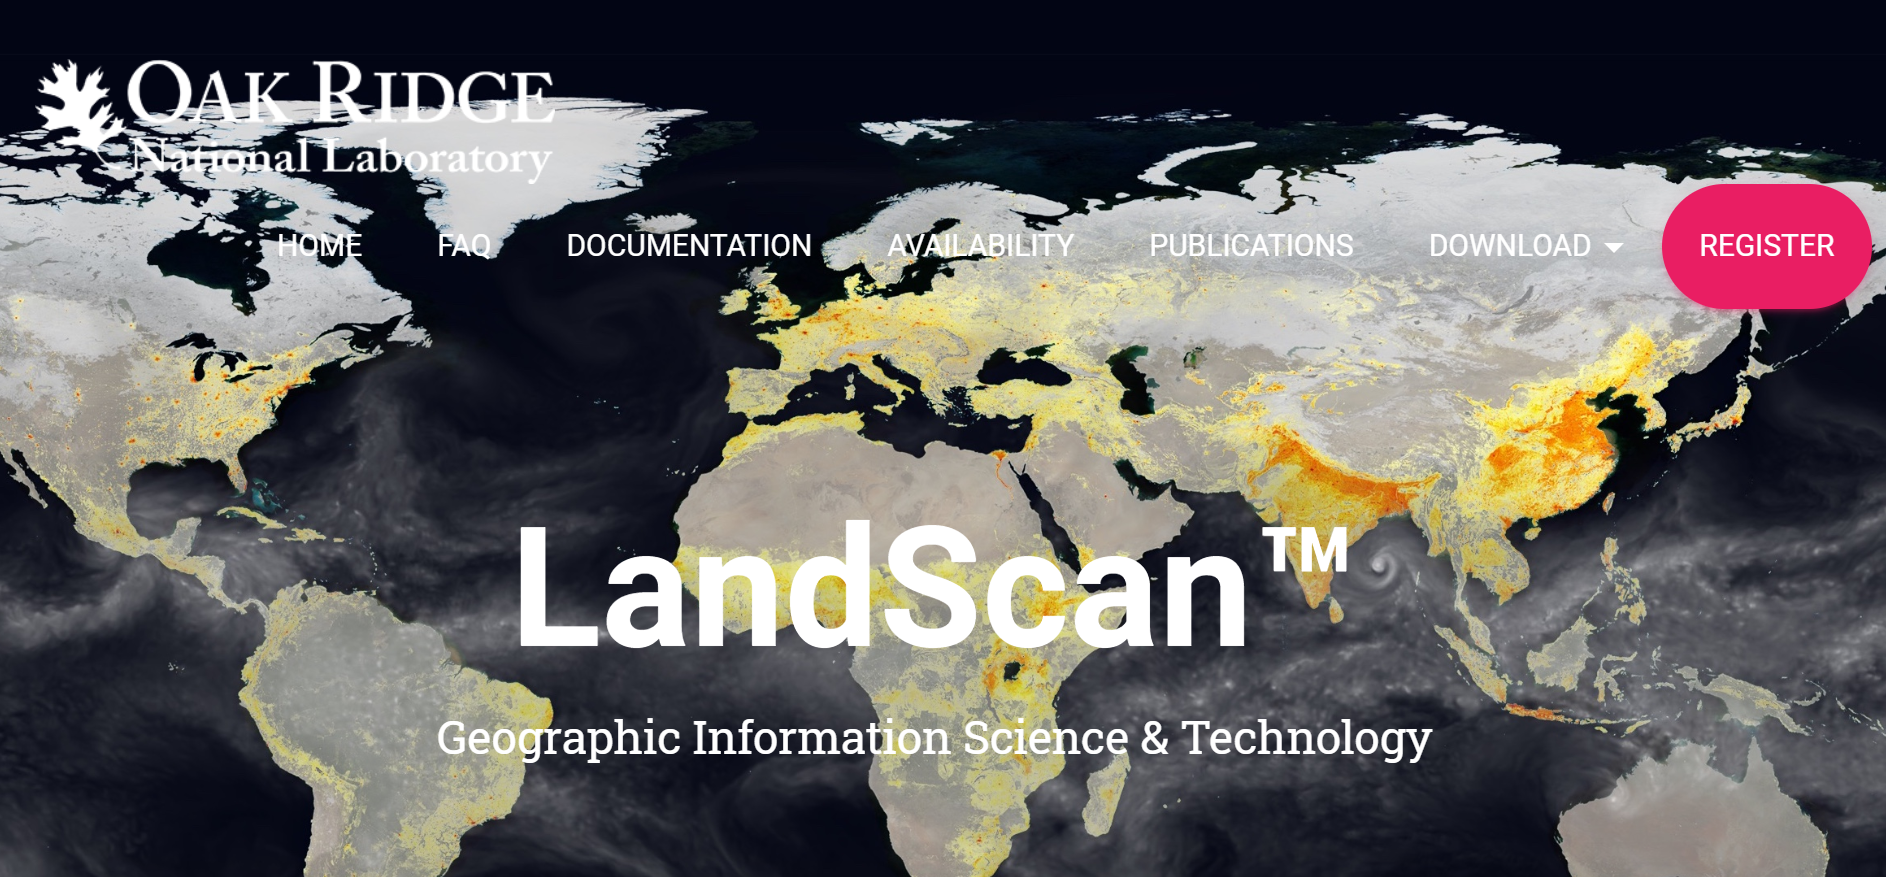 OAK RIDGE
National Laboratory
HOME FAQ DOCUMENTATION AVAILABILITY PUBLICATIONS DOWNLOAD REGISTER
LandScan™
Geographic Information Science & Technology